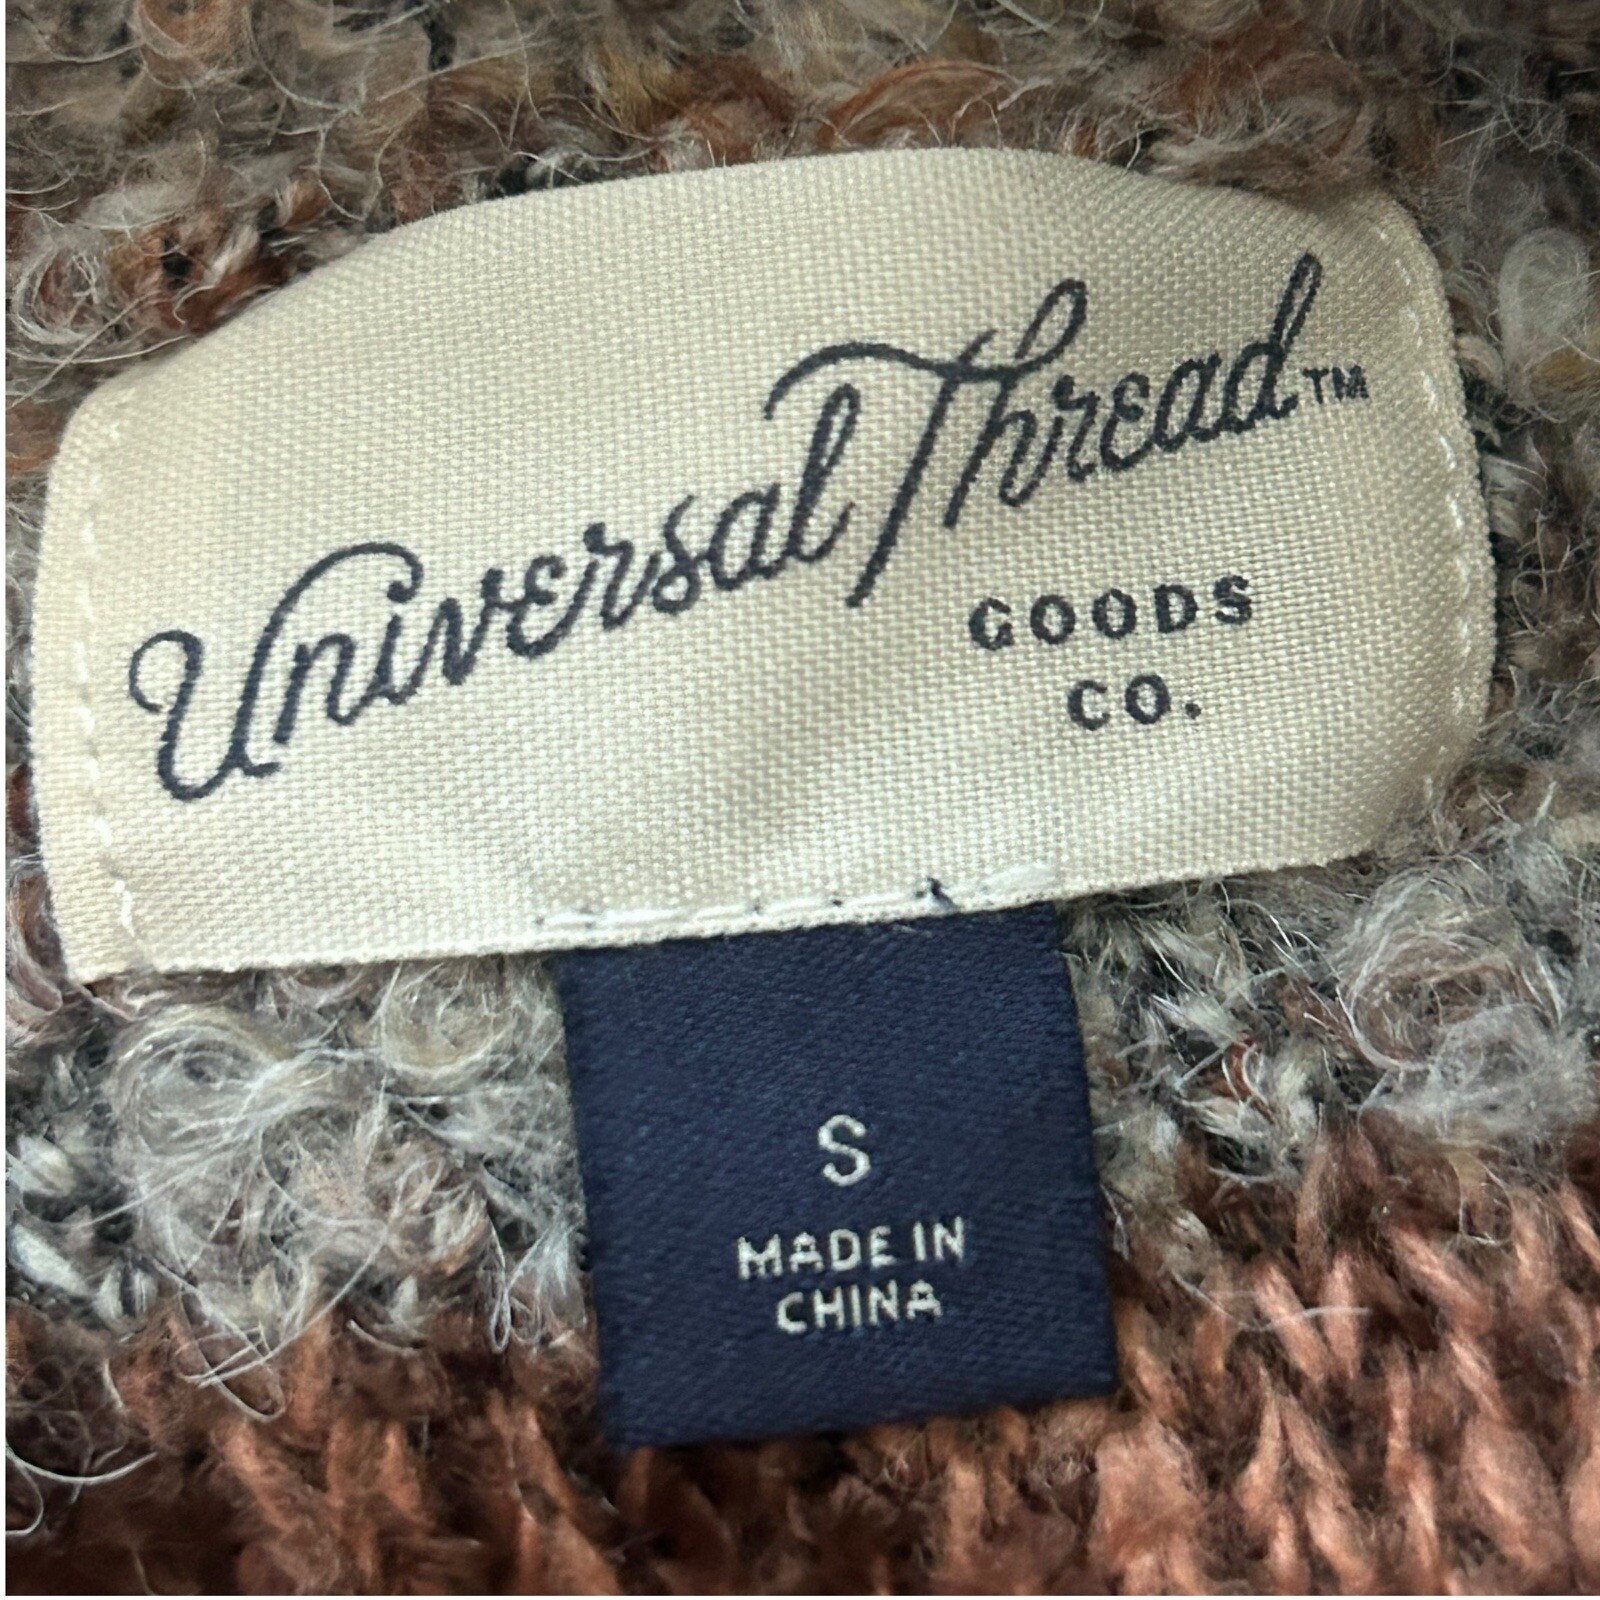 Universal Thread™
GOODS
CO.
S
MADE IN
CHINA